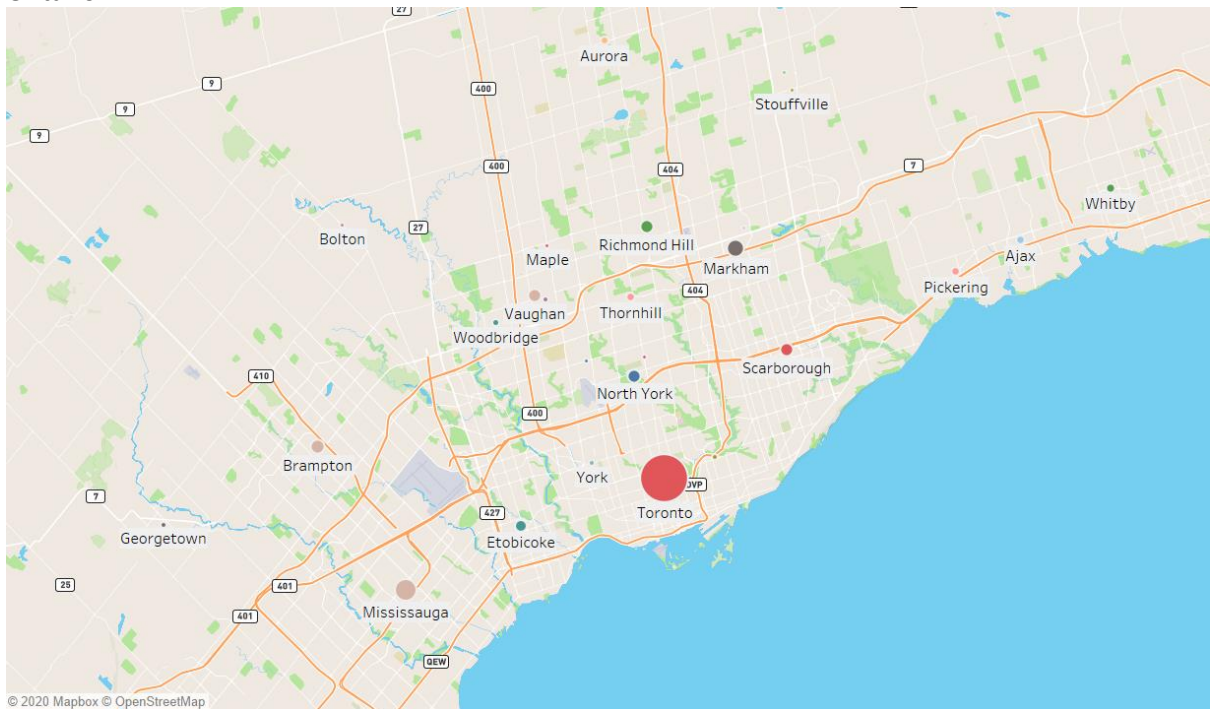 27
400
9
9
9
Aurora
Stouffville
404
7
Whitby
27
Bolton
400
Richmond Hill
Maple
Markham
Ajax
Pickering
404
Vaughan
Thornhill
Woodbridge
Scarborough
410
North York
400
Brampton
York
DVP
Toronto
7
427
Georgetown
Etobicoke
25
401
401
Mississauga
QEW
© 2020 Mapbox © OpenStreetMap